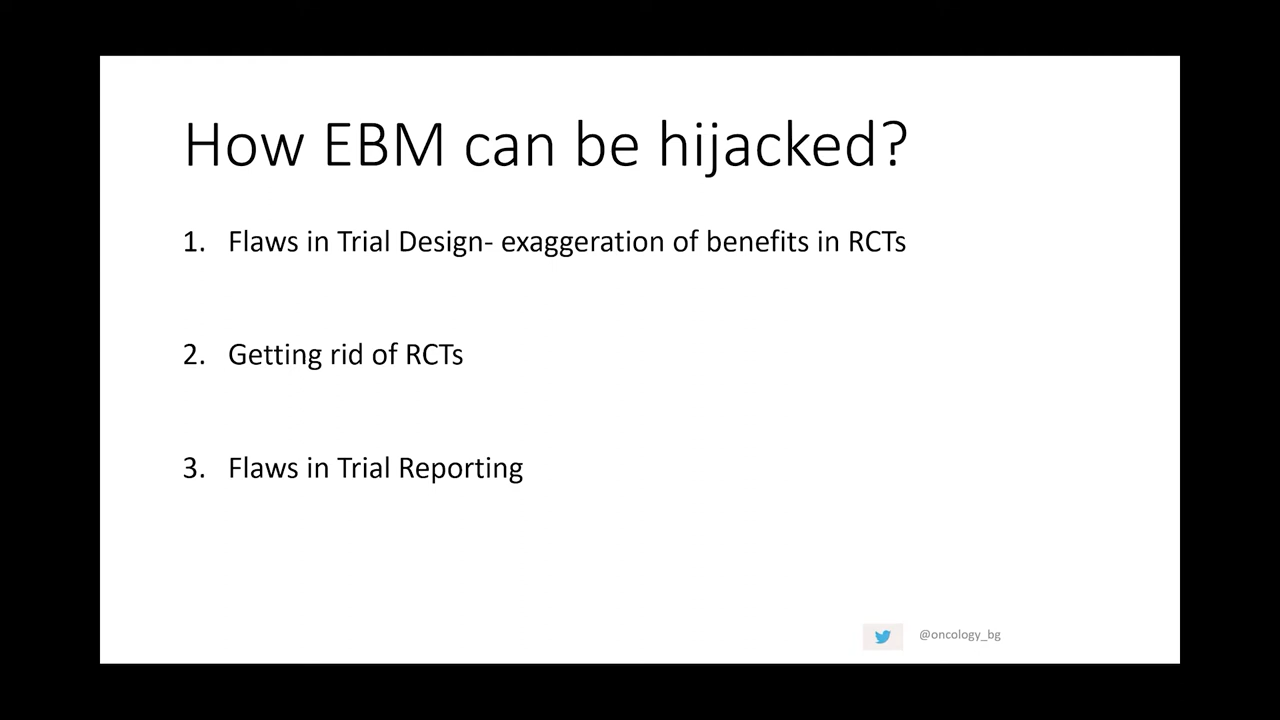 How EBM can be hijacked?
1. Flaws in Trial Design- exaggeration of benefits in RCTs
2. Getting rid of RCTs
3. Flaws in Trial Reporting
@oncology_bg